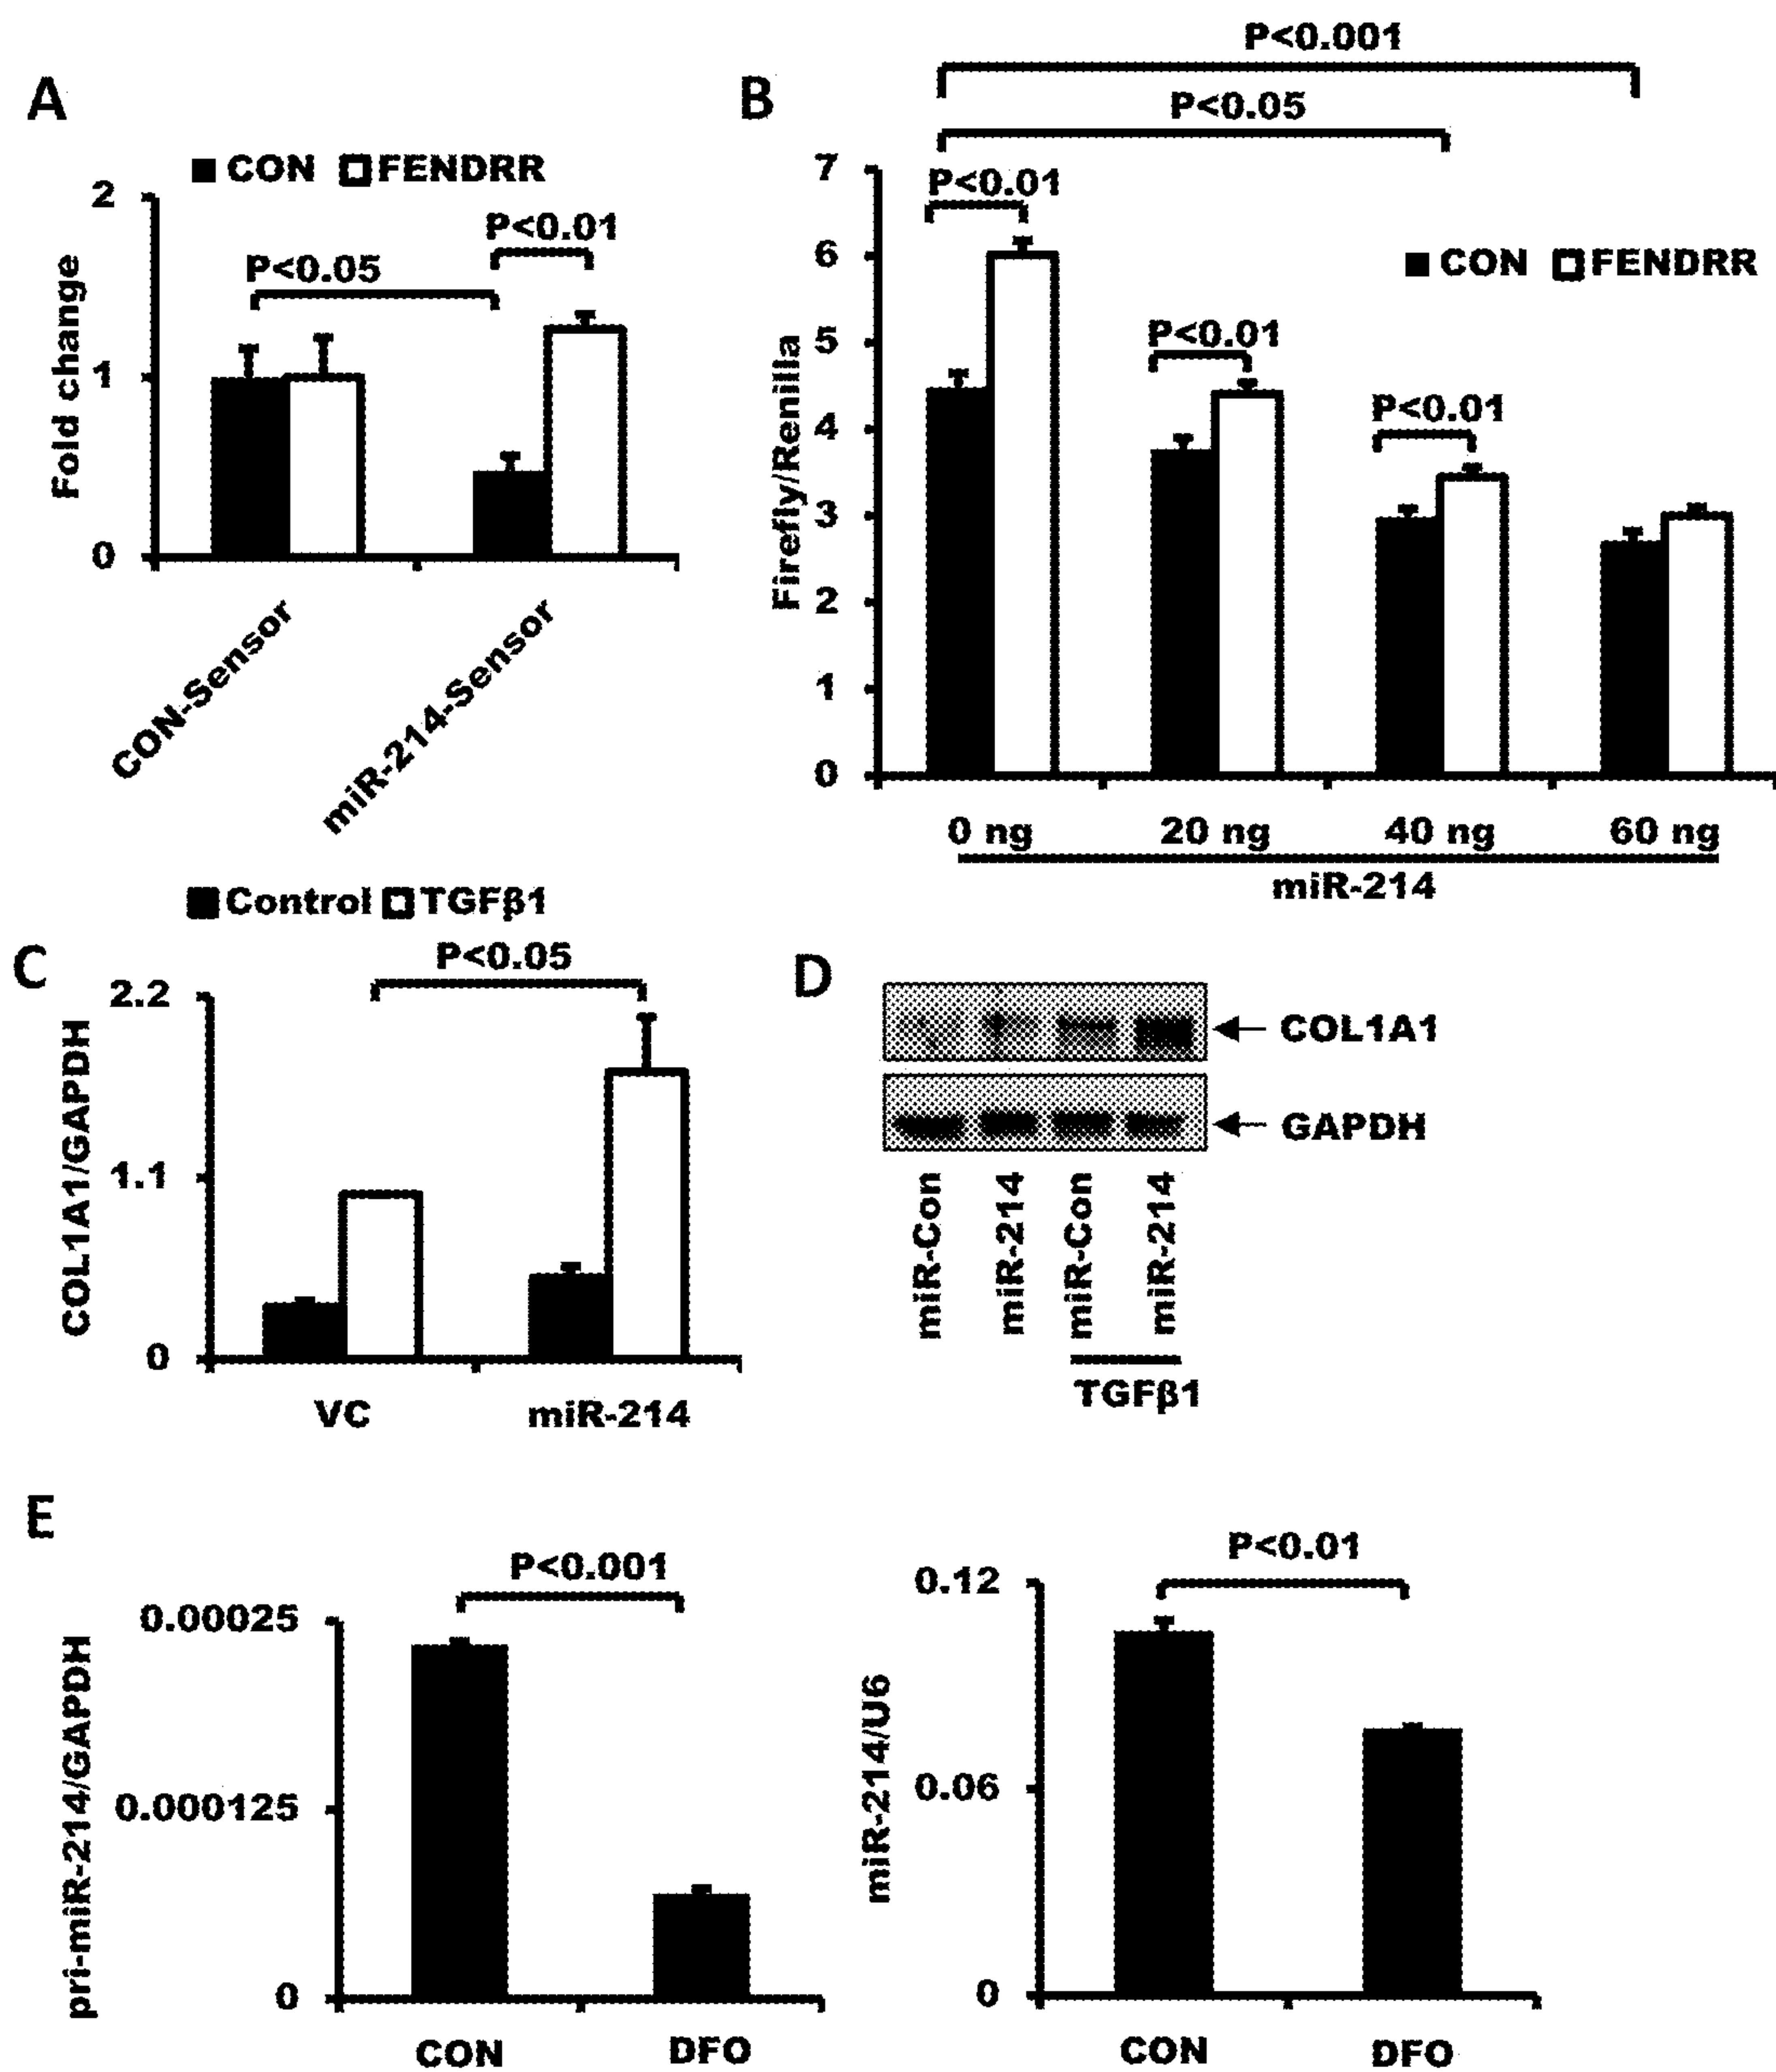 A
CON FENDRR
2
1
0
Fold change
P<0.05
P<0.01
CON-Sensor
miR-214-Sensor
B
P<0.001
P<0.05
P<0.01
P<0.01
P<0.01
CON FENDRR
7
6
5
4
3
2
1
0
Firefly/Renilla
0 ng 20 ng 40 ng 60 ng
miR-214
C
Control TGFβ1
P<0.05
2.2
1.1
0
COL1A1/GAPDH
VC miR-214
D
COL1A1
GAPDH
miR-Con
miR-214
miR-Con
miR-214
TGFβ1
E
P<0.001
0.00025
0.000125
0
pri-miR-214/GAPDH
CON DFO
P<0.01
0.12
0.06
0
miR-214/U6
CON DFO